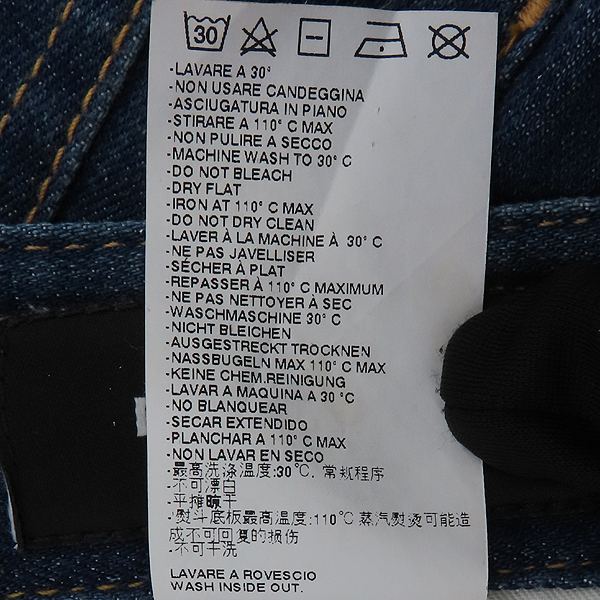 30
-LAVARE A 30°
-NON USARE CANDEGGINA
-ASCIUGATURA IN PIANO
-STIRARE A 110° C MAX
-NON PULIRE A SECCO
-MACHINE WASH TO 30° C
-DO NOT BLEACH
-DRY FLAT
-IRON AT 110° C MAX
-DO NOT DRY CLEAN
-LAVER À LA MACHINE À 30° C
-NE PAS JAVELLISER
-SÉCHER À PLAT
-REPASSER À 110° C MAXIMUM
-NE PAS NETTOYER À SEC
-WASCHMASCHINE 30° C
-NICHT BLEICHEN
-AUSGESTRECKT TROCKNEN
-NASSBUGELN MAX 110° C MAX
-KEINE CHEM.REINIGUNG
-LAVAR A MAQUINA A 30 °C
-NO BLANQUEAR
-SECAR EXTENDIDO
-PLANCHAR A 110° C MAX
-NON LAVAR EN SECO
-最高洗涤温度:30℃, 常规程序
-不可漂白
-平摊晾干
-熨斗底板最高温度:110℃ 蒸汽熨烫可能造
成不可回复的损伤
-不可干洗
LAVARE A ROVESCIO
WASH INSIDE OUT.